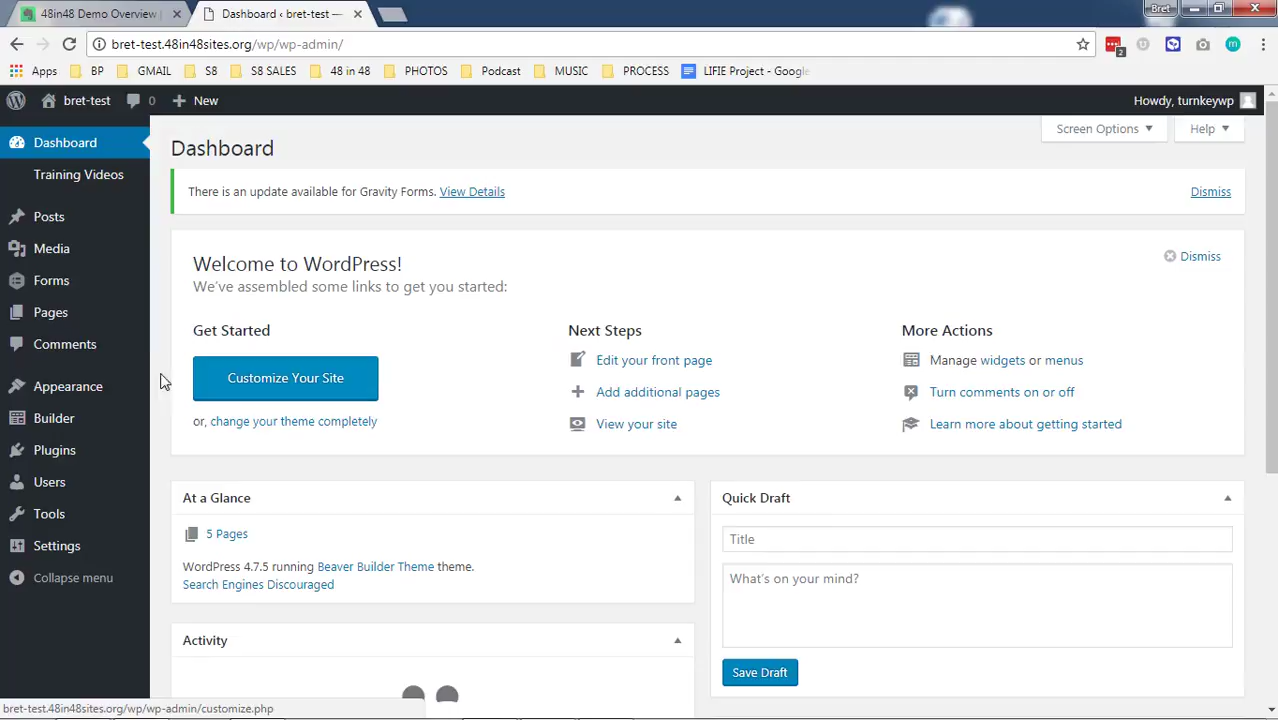 48in48 Demo Overview
Dashboard ‹ bret-test —
Bret
bret-test.48in48sites.org/wp/wp-admin/
2
m
Apps
BP
GMAIL
S8
S8 SALES
48 in 48
PHOTOS
Podcast
MUSIC
PROCESS
LIFIE Project - Google
bret-test
0
New
Howdy, turnkeywp
Dashboard
Training Videos
Posts
Media
Forms
Pages
Comments
Appearance
Builder
Plugins
Users
Tools
Settings
Collapse menu
Screen Options
Help
Dashboard
There is an update available for Gravity Forms. View Details
Dismiss
Welcome to WordPress!
We've assembled some links to get you started:
Dismiss
Get Started
Customize Your Site
or, change your theme completely
Next Steps
Edit your front page
Add additional pages
View your site
More Actions
Manage widgets or menus
Turn comments on or off
Learn more about getting started
At a Glance
5 Pages
WordPress 4.7.5 running Beaver Builder Theme theme.
Search Engines Discouraged
Activity
Quick Draft
Title
What's on your mind?
Save Draft
bret-test.48in48sites.org/wp/wp-admin/customize.php